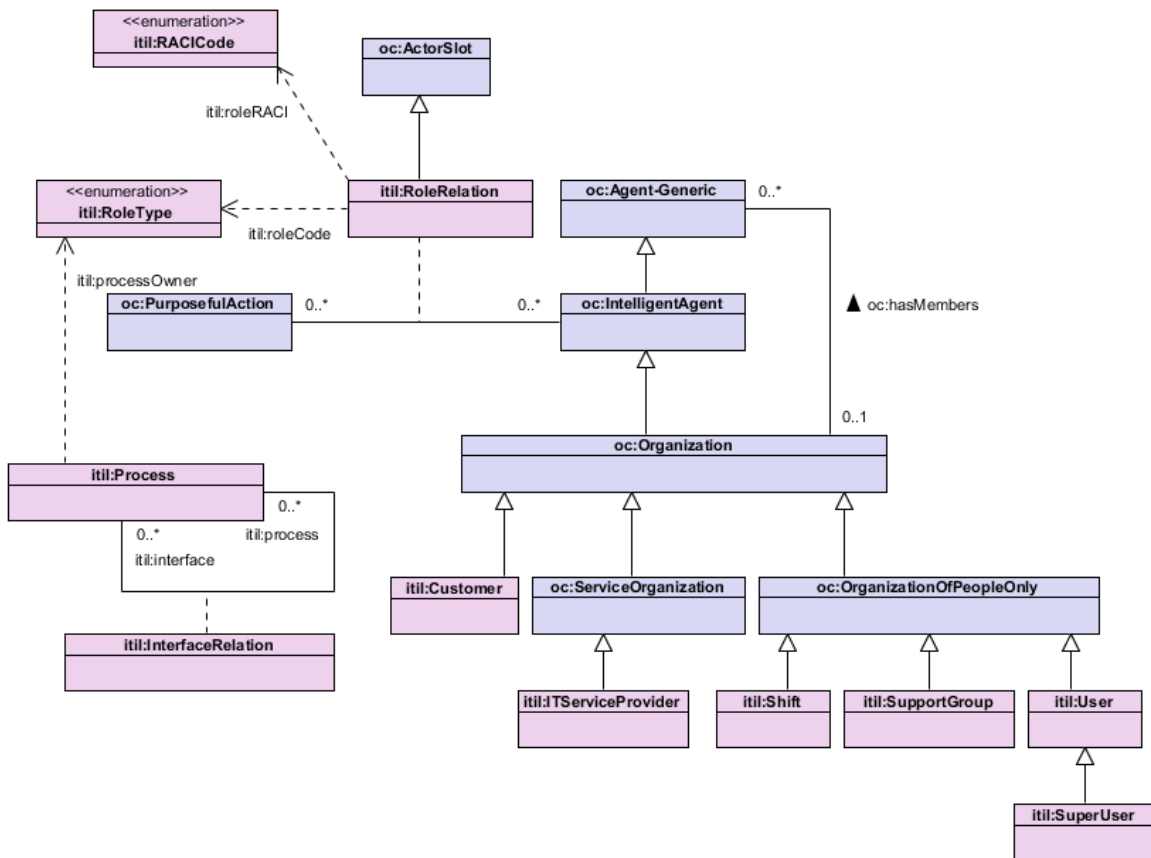 <<enumeration>>
itil:RACICode
oc:ActorSlot
itil:roleRACI
<<enumeration>>
itil:RoleType
itil:RoleRelation
oc:Agent-Generic
0..*
itil:roleCode
itil:processOwner
oc:PurposefulAction
0..*
0..*
oc:IntelligentAgent
▲ oc:hasMembers
0..1
oc:Organization
itil:Process
0..*
itil:process
0..*
itil:interface
itil:Customer
oc:ServiceOrganization
oc:OrganizationOfPeopleOnly
itil:InterfaceRelation
itil:ITServiceProvider
itil:Shift
itil:SupportGroup
itil:User
itil:SuperUser